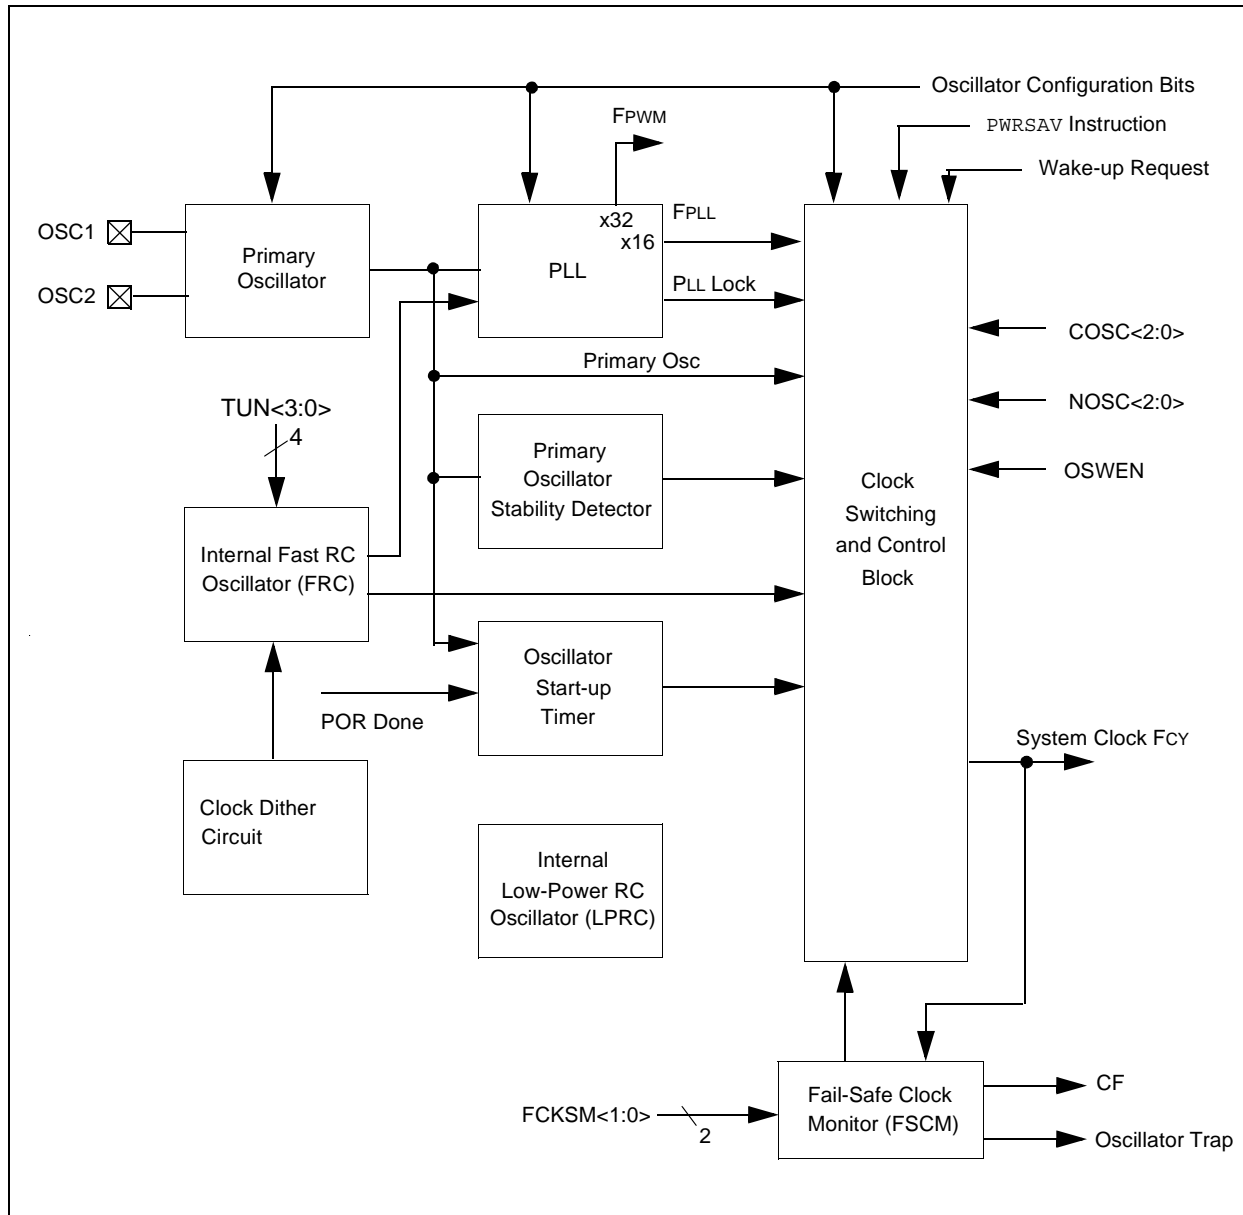 Oscillator Configuration Bits
FPWM
PWRSAV Instruction
Wake-up Request
x32
FPLL
x16
OSC1
Primary
Oscillator
PLL
OSC2
PLL Lock
COSC<2:0>
Primary Osc
NOSC<2:0>
TUN<3:0>
4
Primary
Oscillator
Stability Detector
OSWEN
Clock
Switching
and Control
Block
Internal Fast RC
Oscillator (FRC)
Oscillator
Start-up
Timer
POR Done
System Clock FCY
Clock Dither
Circuit
Internal
Low-Power RC
Oscillator (LPRC)
Fail-Safe Clock
Monitor (FSCM)
CF
FCKSM<1:0>
2
Oscillator Trap